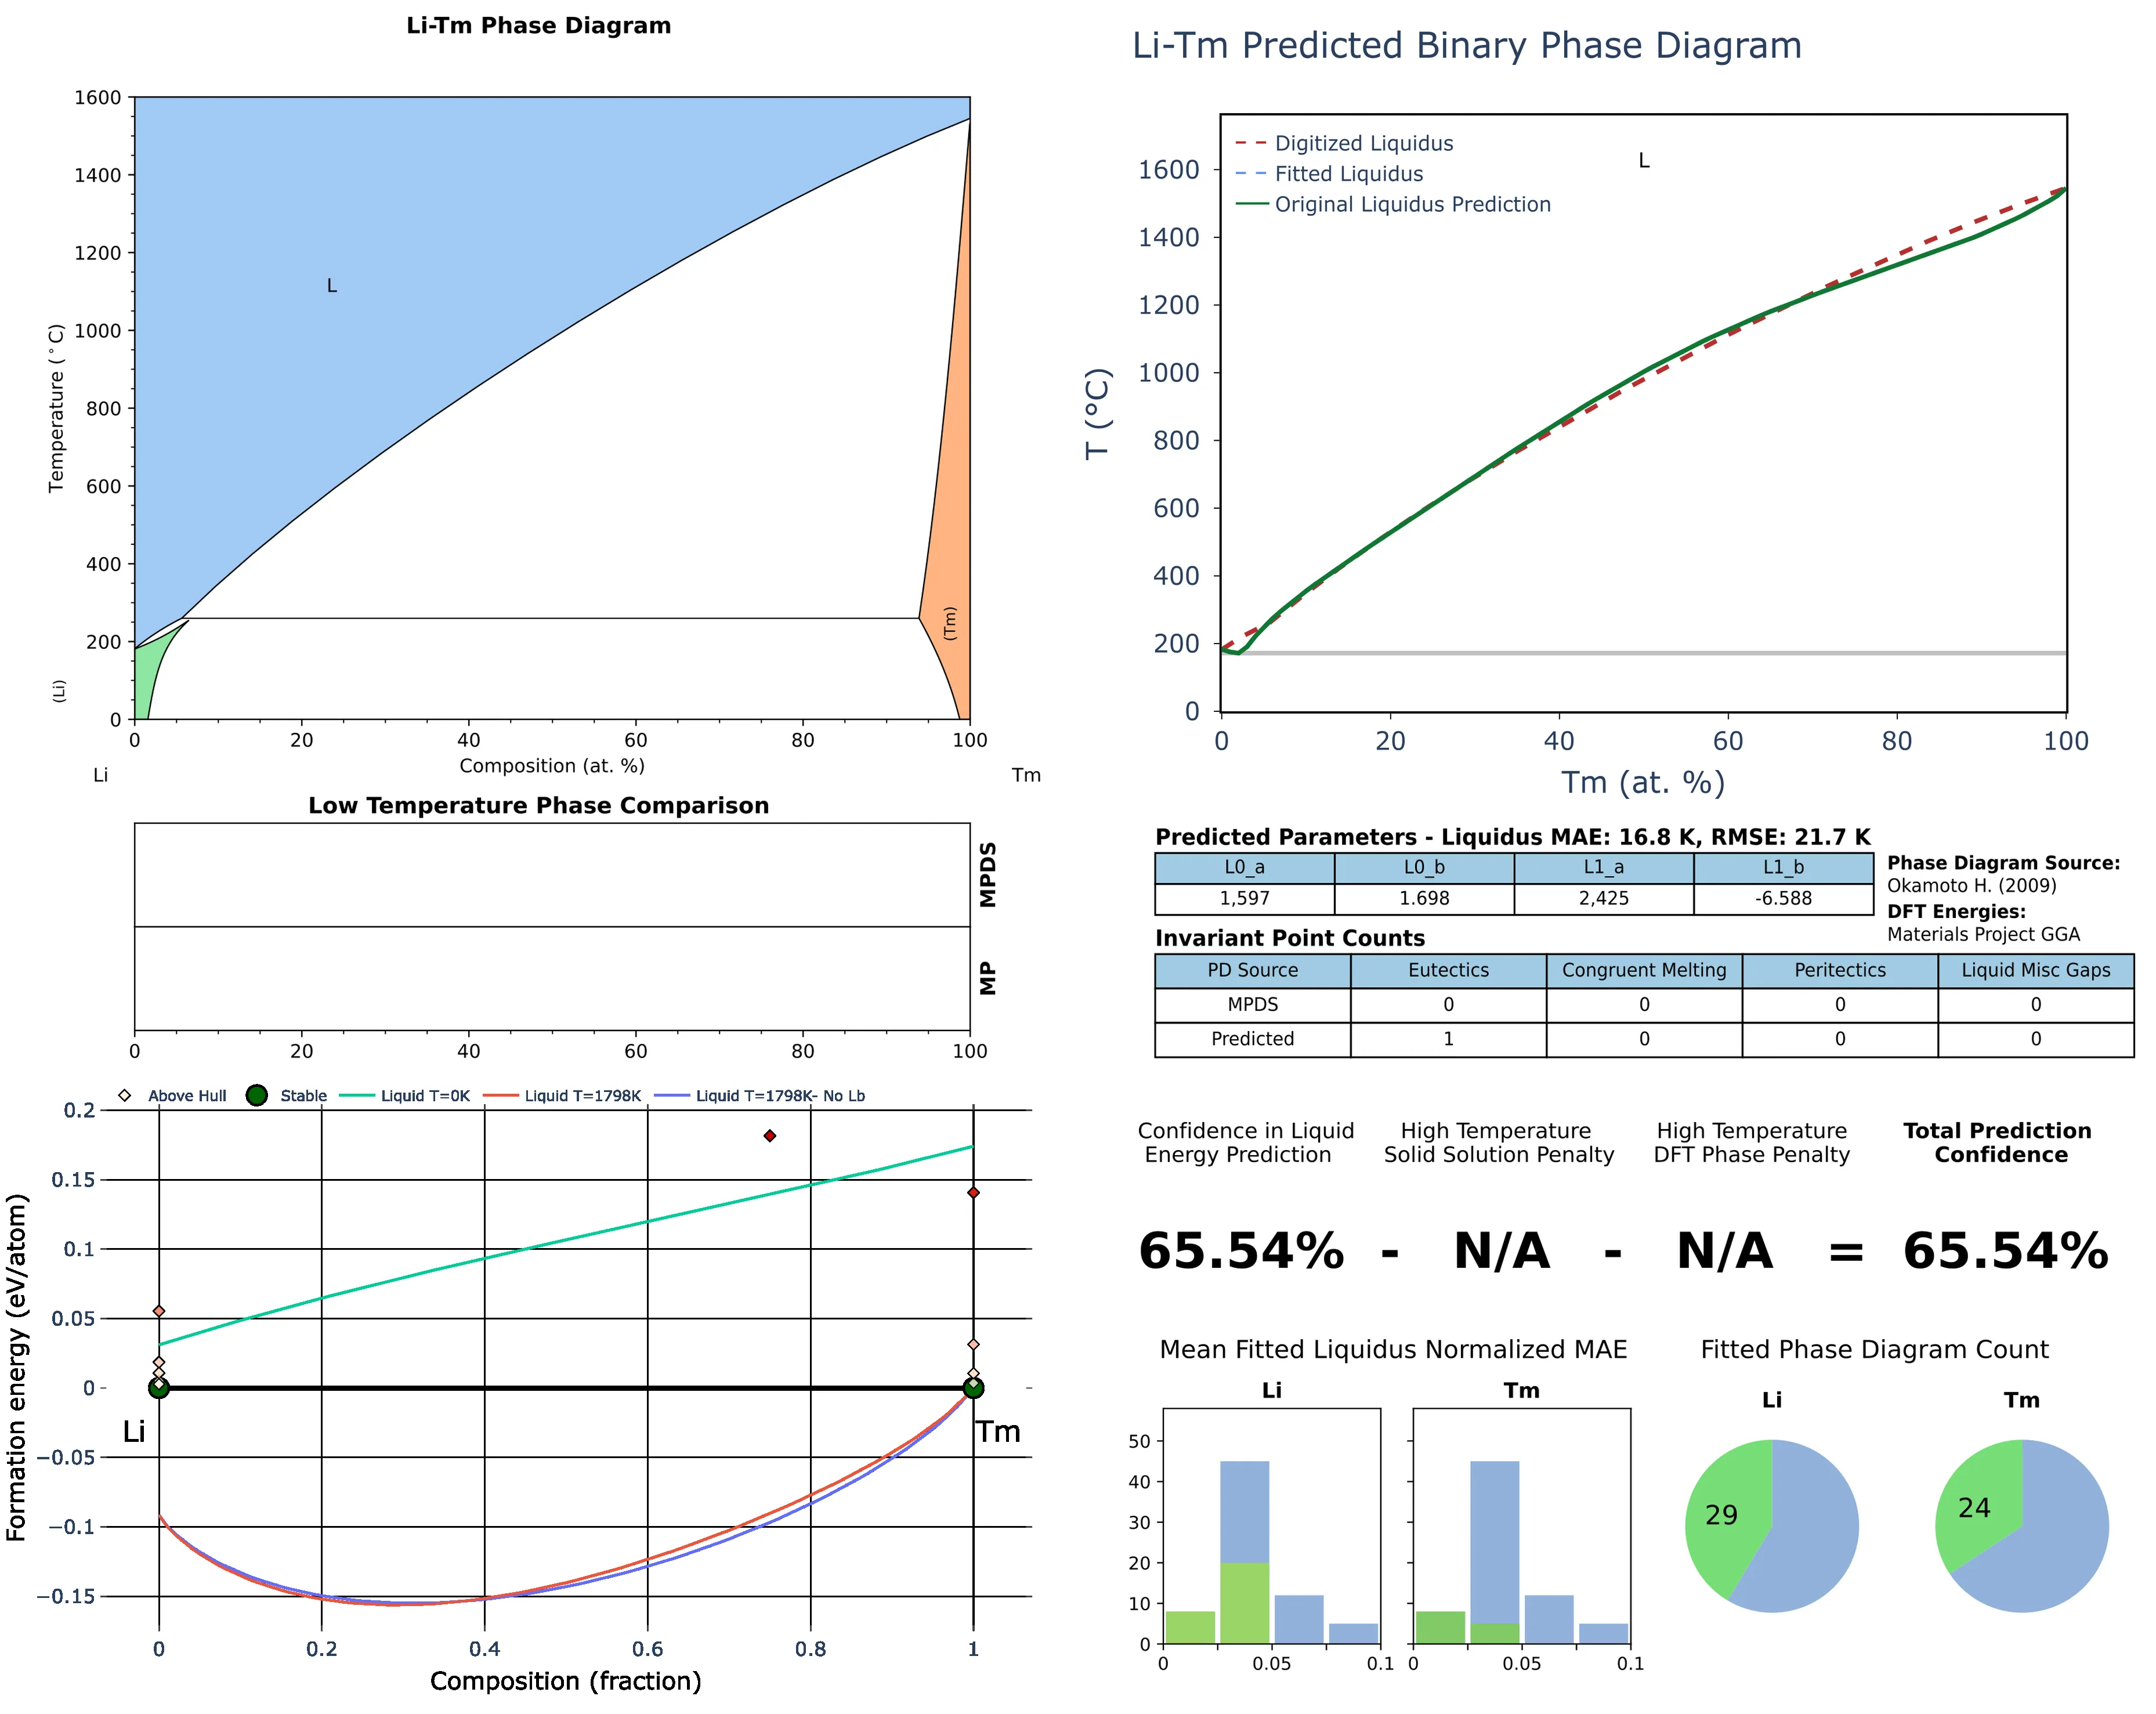 Li-Tm Phase Diagram
1600
1400
1200
1000
800
600
400
200
0
Temperature (°C)
L
(Li)
(Tm)
0 20 40 60 80 100
Li Composition (at. %) Tm
Low Temperature Phase Comparison
MPDS
MP
0 20 40 60 80 100
Above Hull Stable Liquid T=0K Liquid T=1798K Liquid T=1798K- No Lb
0.2
0.15
0.1
0.05
0
−0.05
−0.1
−0.15
Formation energy (eV/atom)
Li Tm
0 0.2 0.4 0.6 0.8 1
Composition (fraction)
Li-Tm Predicted Binary Phase Diagram
Digitized Liquidus
Fitted Liquidus
Original Liquidus Prediction
L
1600
1400
1200
1000
800
600
400
200
0
T (°C)
0 20 40 60 80 100
Tm (at. %)
Predicted Parameters - Liquidus MAE: 16.8 K, RMSE: 21.7 K
L0_a L0_b L1_a L1_b
1,597 1.698 2,425 -6.588
Phase Diagram Source:
Okamoto H. (2009)
DFT Energies:
Materials Project GGA
Invariant Point Counts
PD Source Eutectics Congruent Melting Peritectics Liquid Misc Gaps
MPDS 0 0 0 0
Predicted 1 0 0 0
Confidence in Liquid
Energy Prediction
High Temperature
Solid Solution Penalty
High Temperature
DFT Phase Penalty
Total Prediction
Confidence
65.54% - N/A - N/A = 65.54%
Mean Fitted Liquidus Normalized MAE
Li Tm
50
40
30
20
10
0
0 0.05 0.1 0 0.05 0.1
Fitted Phase Diagram Count
Li Tm
29 24